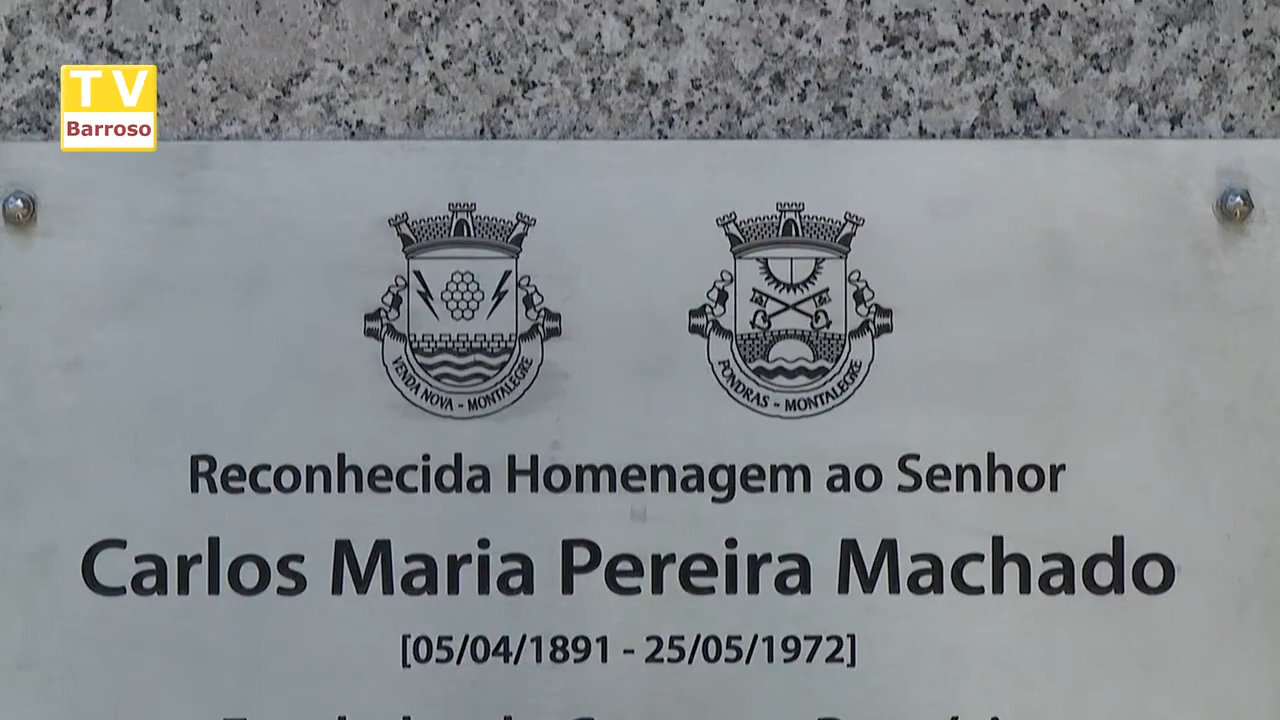 TV
Barroso
VENDA NOVA - MONTALEGRE
PONDRAS - MONTALEGRE
Reconhecida Homenagem ao Senhor
Carlos Maria Pereira Machado
[05/04/1891 - 25/05/1972]